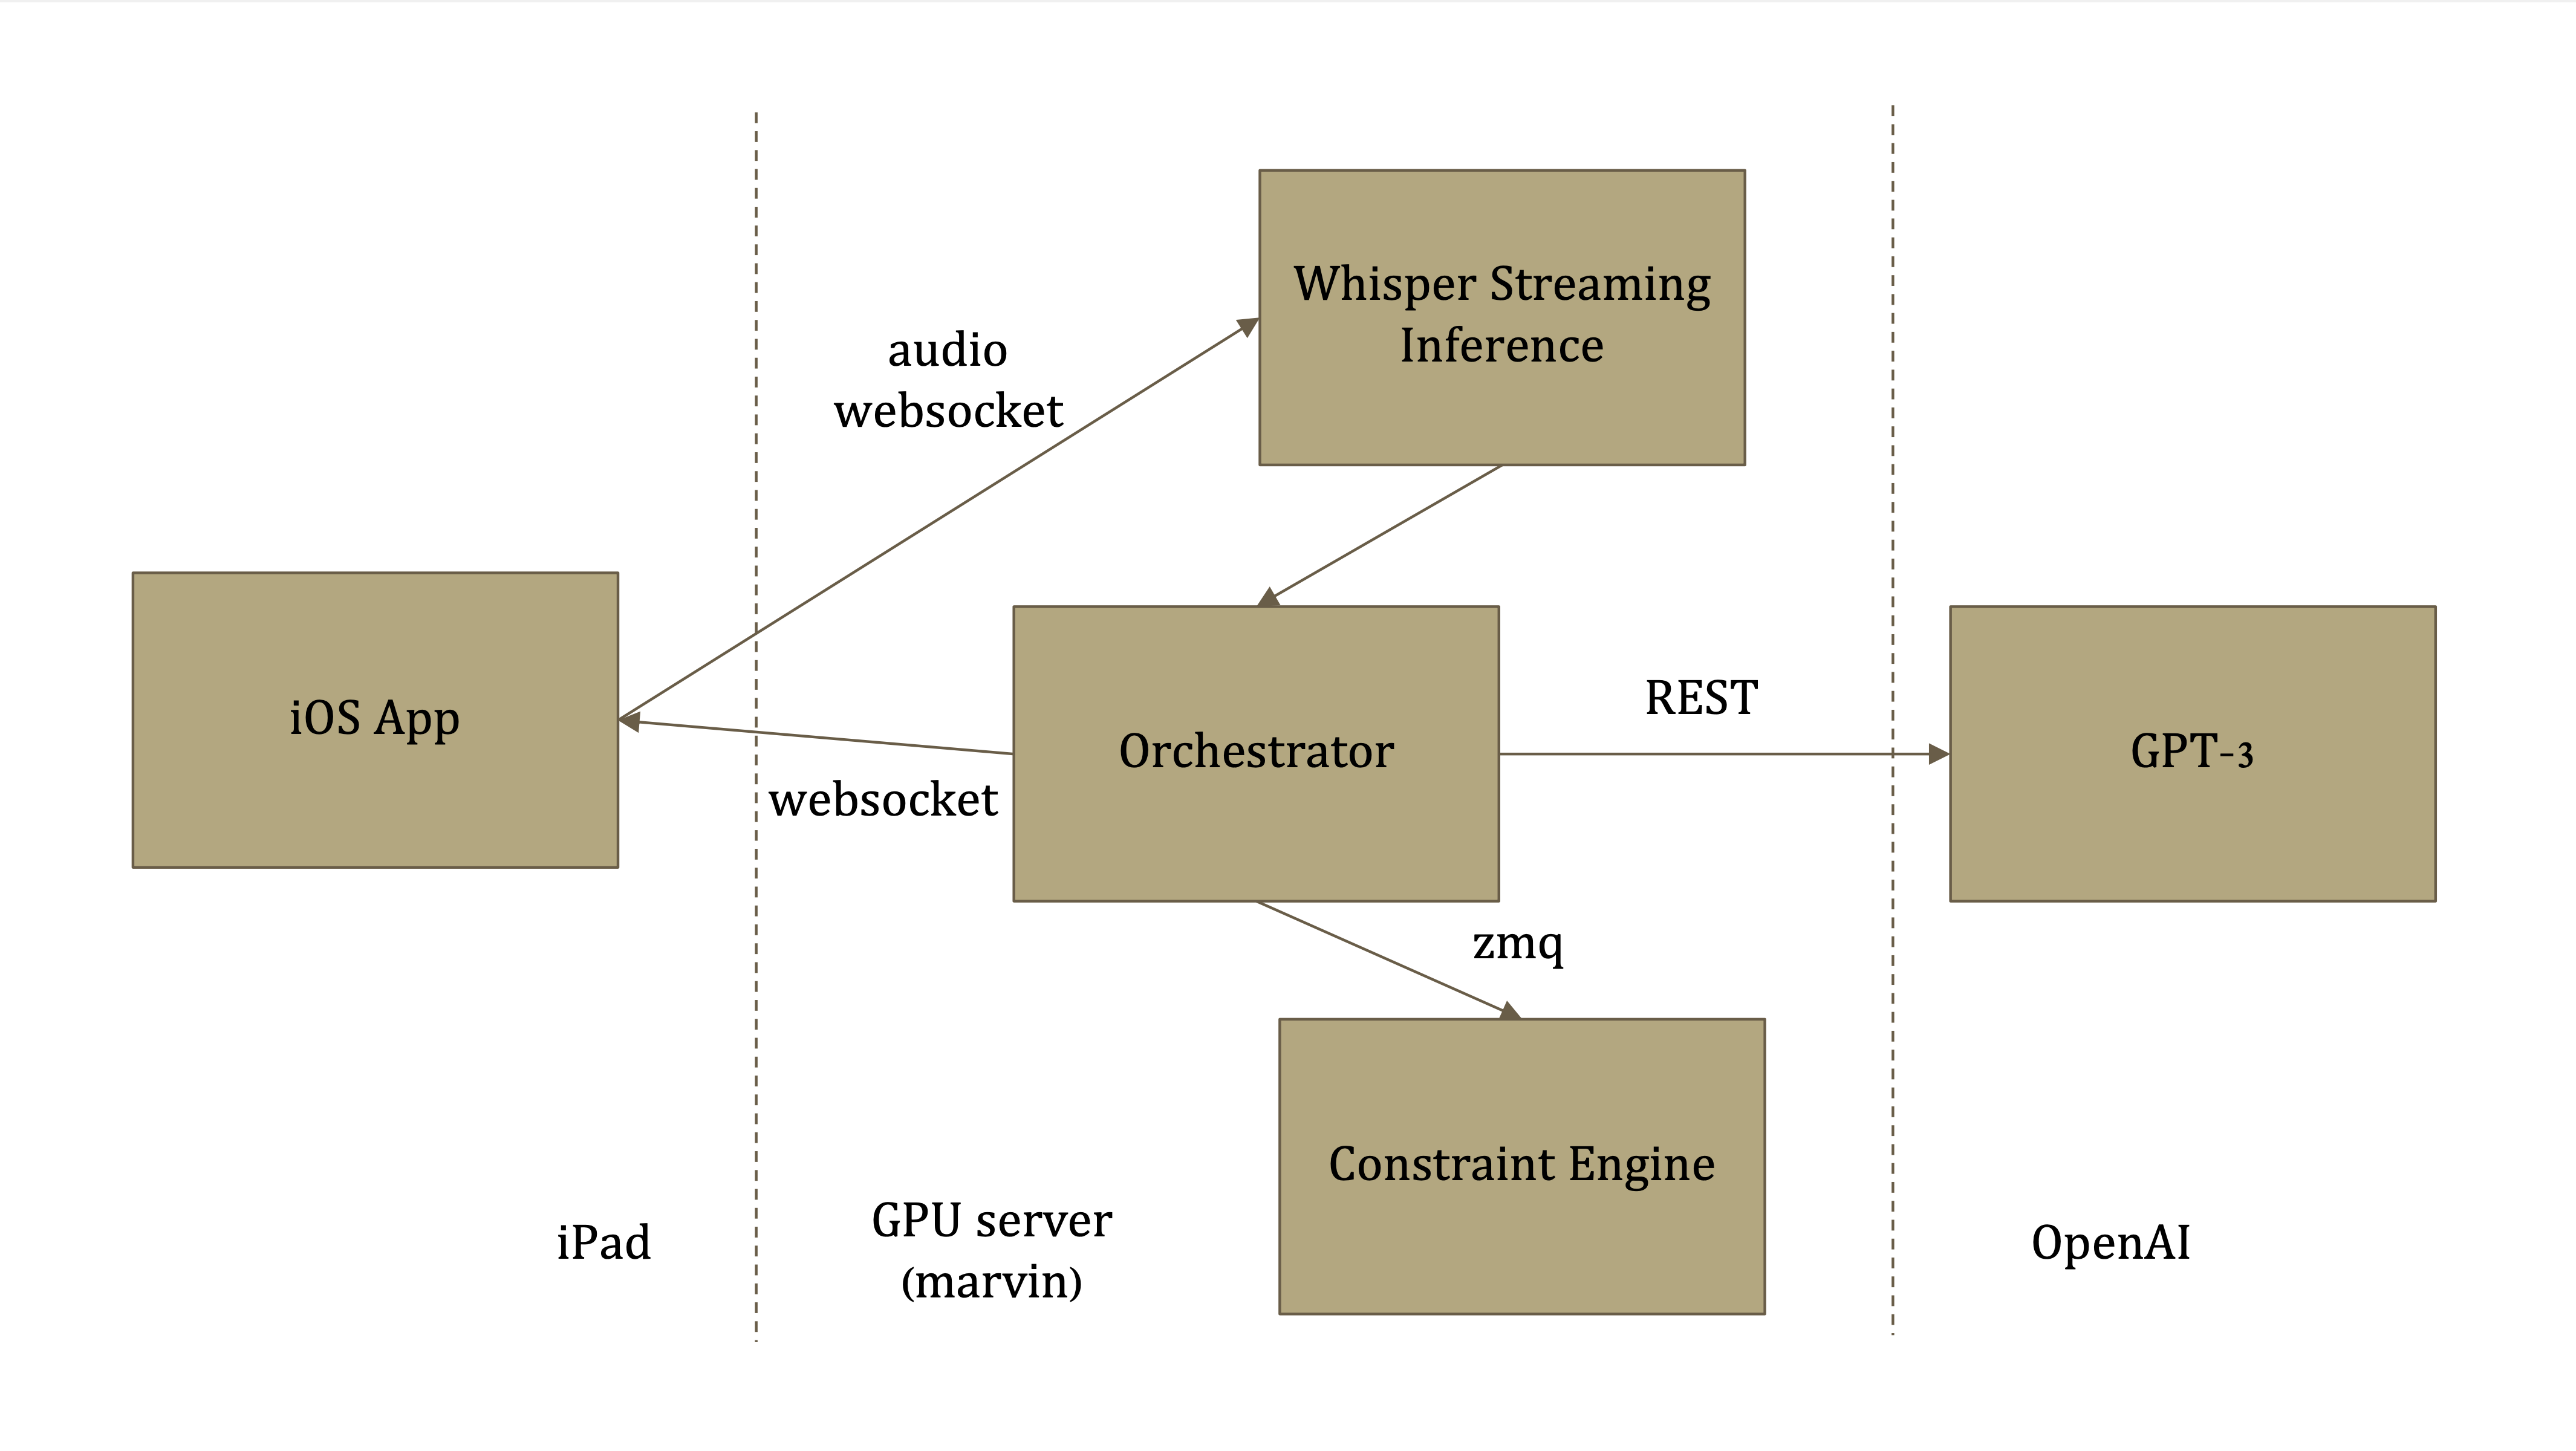 Whisper Streaming
Inference
audio
websocket
iOS App
Orchestrator
REST
GPT-3
websocket
zmq
Constraint Engine
iPad
GPU server
(marvin)
OpenAI